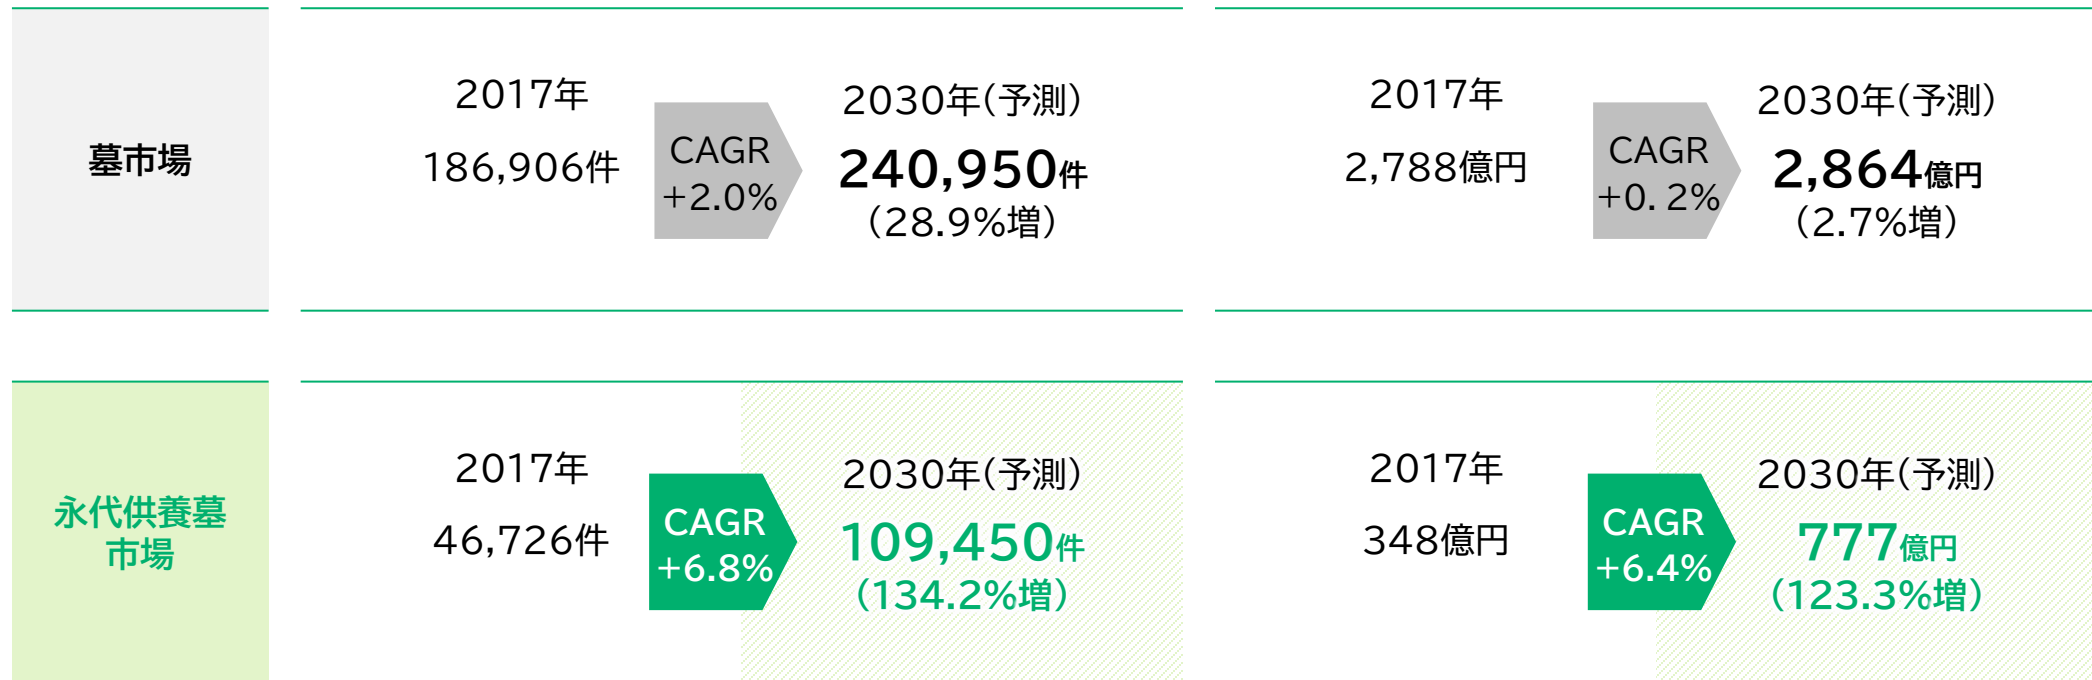 墓市場
2017年
186,906件
CAGR
+2.0%
2030年(予測)
240,950件
(28.9%増)
2017年
2,788億円
CAGR
+0.2%
2030年(予測)
2,864億円
(2.7%増)
永代供養墓
市場
2017年
46,726件
CAGR
+6.8%
2030年(予測)
109,450件
(134.2%増)
2017年
348億円
CAGR
+6.4%
2030年(予測)
777億円
(123.3%増)